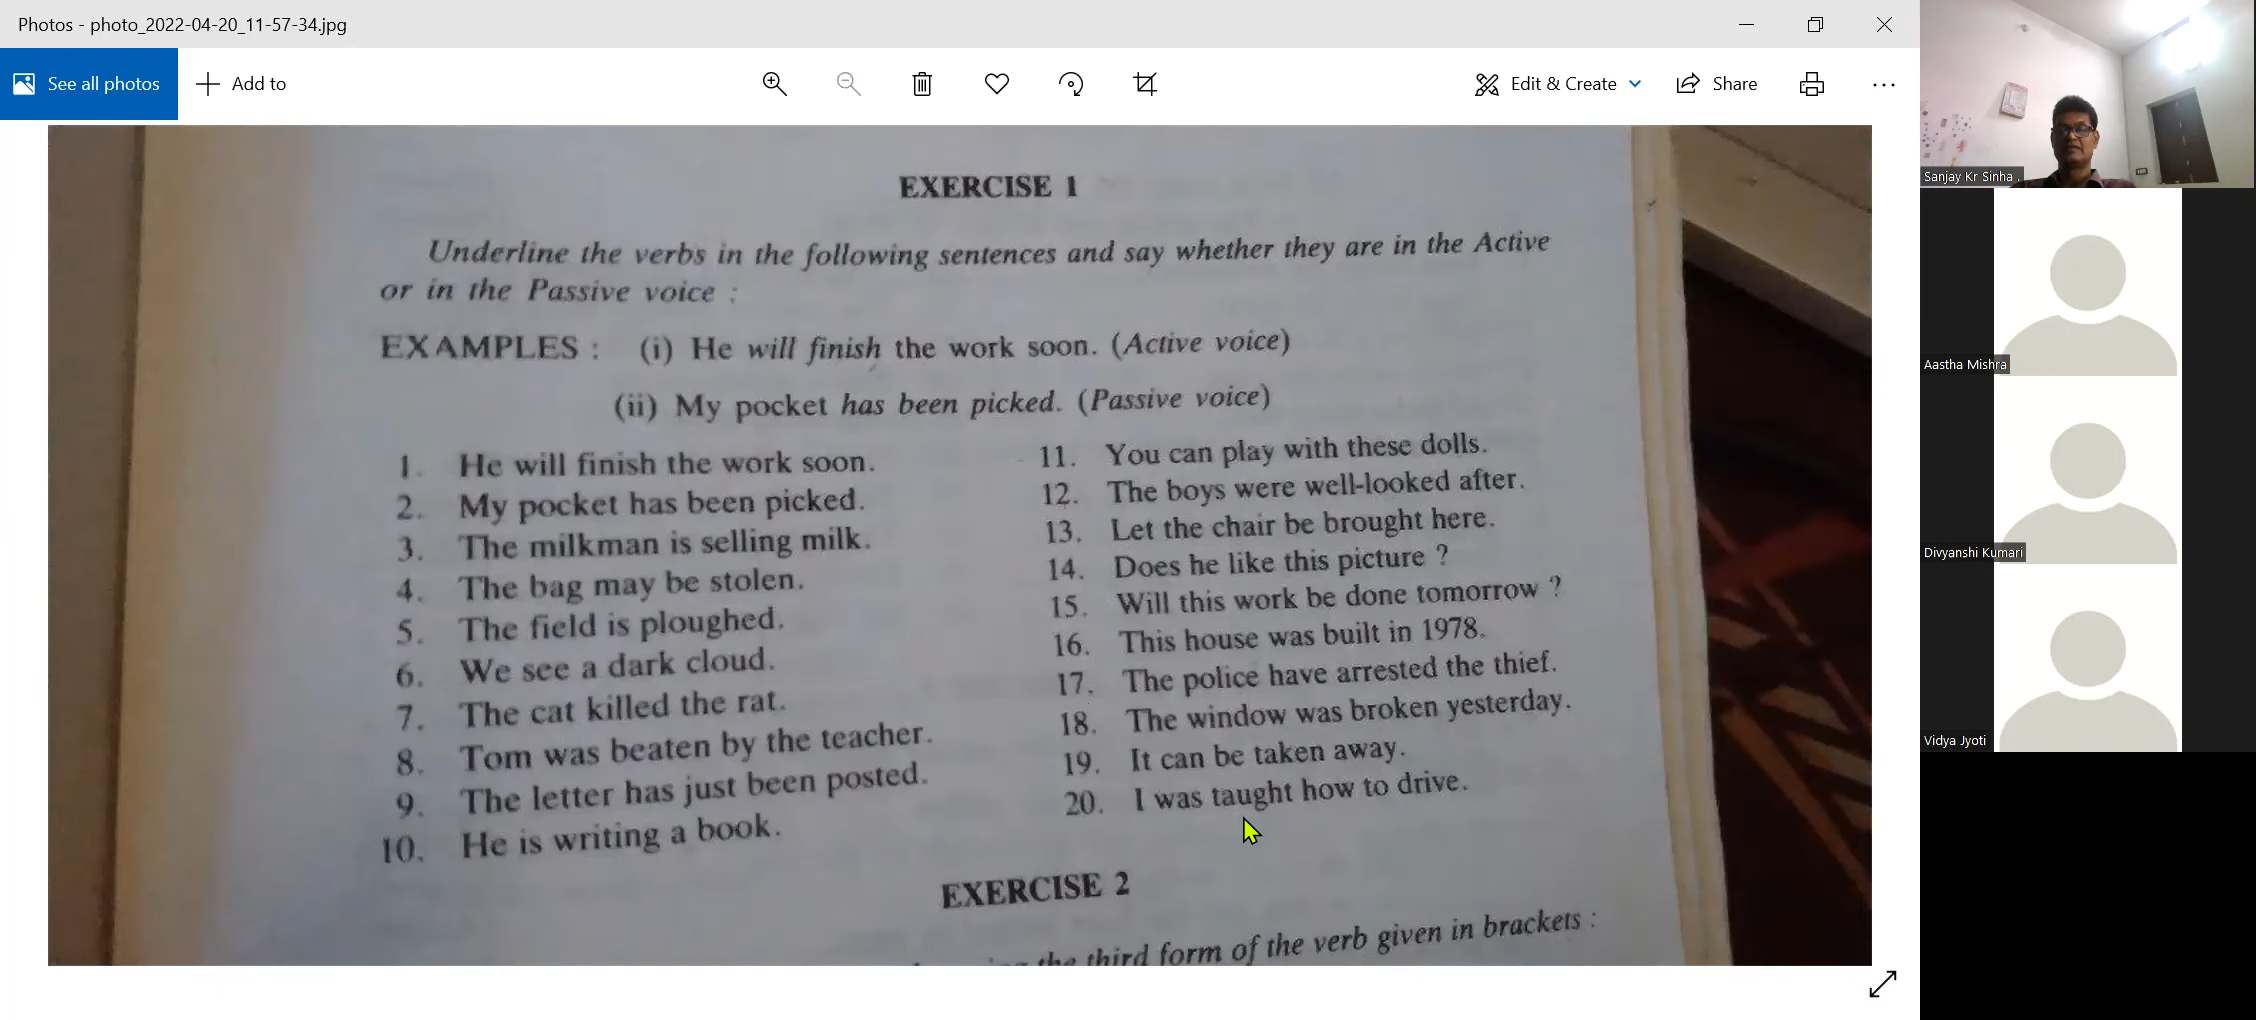 Photos - photo_2022-04-20_11-57-34.jpg
See all photos
Add to
Edit & Create
Share
EXERCISE 1
Underline the verbs in the following sentences and say whether they are in the Active
or in the Passive voice :
EXAMPLES : (i) He will finish the work soon. (Active voice)
(ii) My pocket has been picked. (Passive voice)
1. He will finish the work soon.
2. My pocket has been picked.
3. The milkman is selling milk.
4. The bag may be stolen.
5. The field is ploughed.
6. We see a dark cloud.
7. The cat killed the rat.
8. Tom was beaten by the teacher.
9. The letter has just been posted.
10. He is writing a book.
11. You can play with these dolls.
12. The boys were well-looked after.
13. Let the chair be brought here.
14. Does he like this picture ?
15. Will this work be done tomorrow ?
16. This house was built in 1978.
17. The police have arrested the thief.
18. The window was broken yesterday.
19. It can be taken away.
20. I was taught how to drive.
EXERCISE 2
the third form of the verb given in brackets :
Sanjay Kr Sinha .
Aastha Mishra
Divyanshi Kumari
Vidya Jyoti